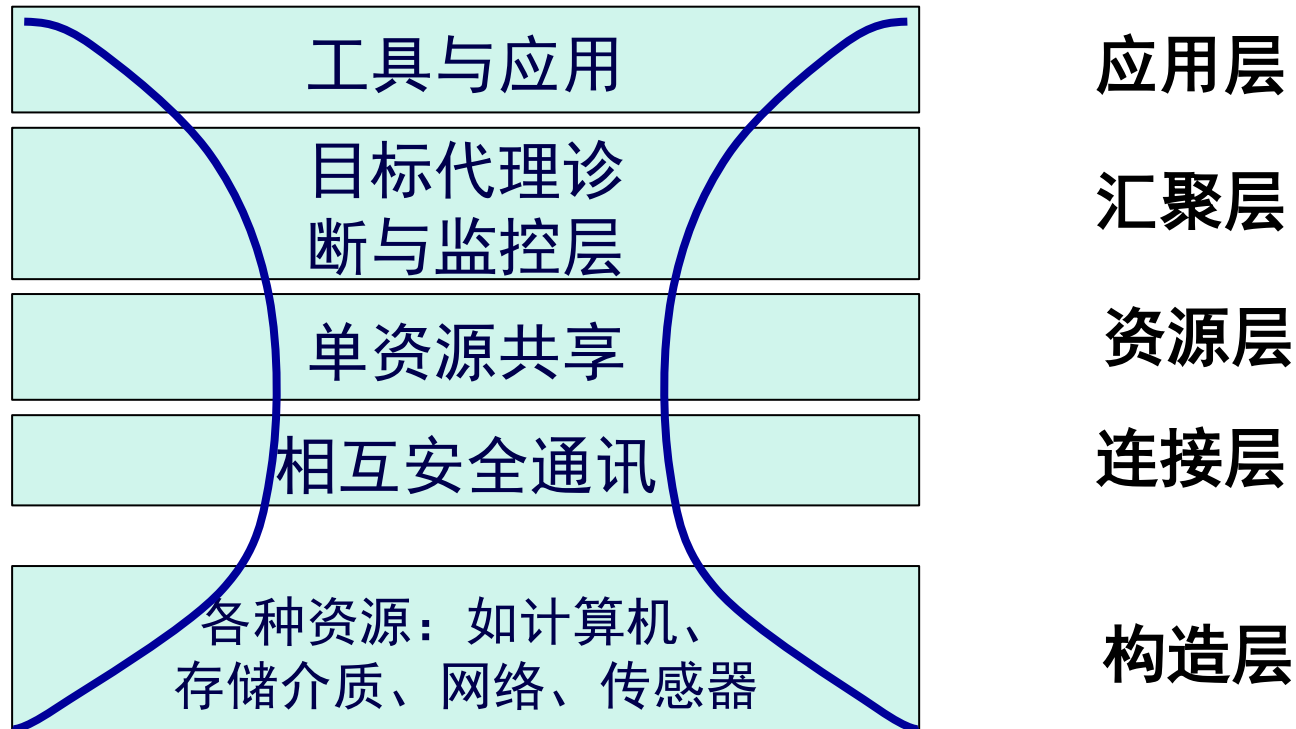 工具与应用
应用层
目标代理诊
断与监控层
汇聚层
单资源共享
资源层
相互安全通讯
连接层
各种资源：如计算机、
存储介质、网络、传感器
构造层